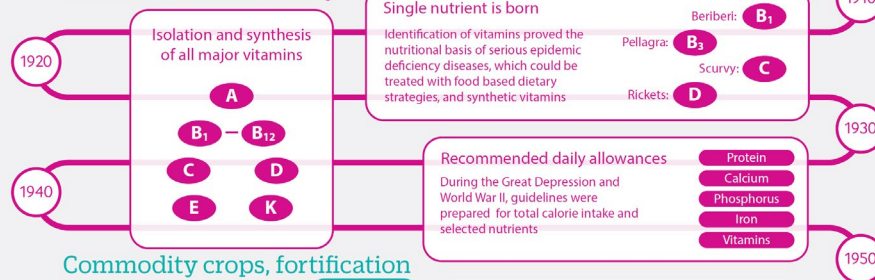 Single nutrient is born
Identification of vitamins proved the
nutritional basis of serious epidemic
deficiency diseases, which could be
treated with food based dietary
strategies, and synthetic vitamins
Beriberi: B1
Pellagra: B3
Scurvy: C
Rickets: D
1920
Isolation and synthesis
of all major vitamins
A
B1 – B12
C D
E K
1930
Recommended daily allowances
During the Great Depression and
World War II, guidelines were
prepared for total calorie intake and
selected nutrients
Protein
Calcium
Phosphorus
Iron
Vitamins
1940
1950
Commodity crops, fortification